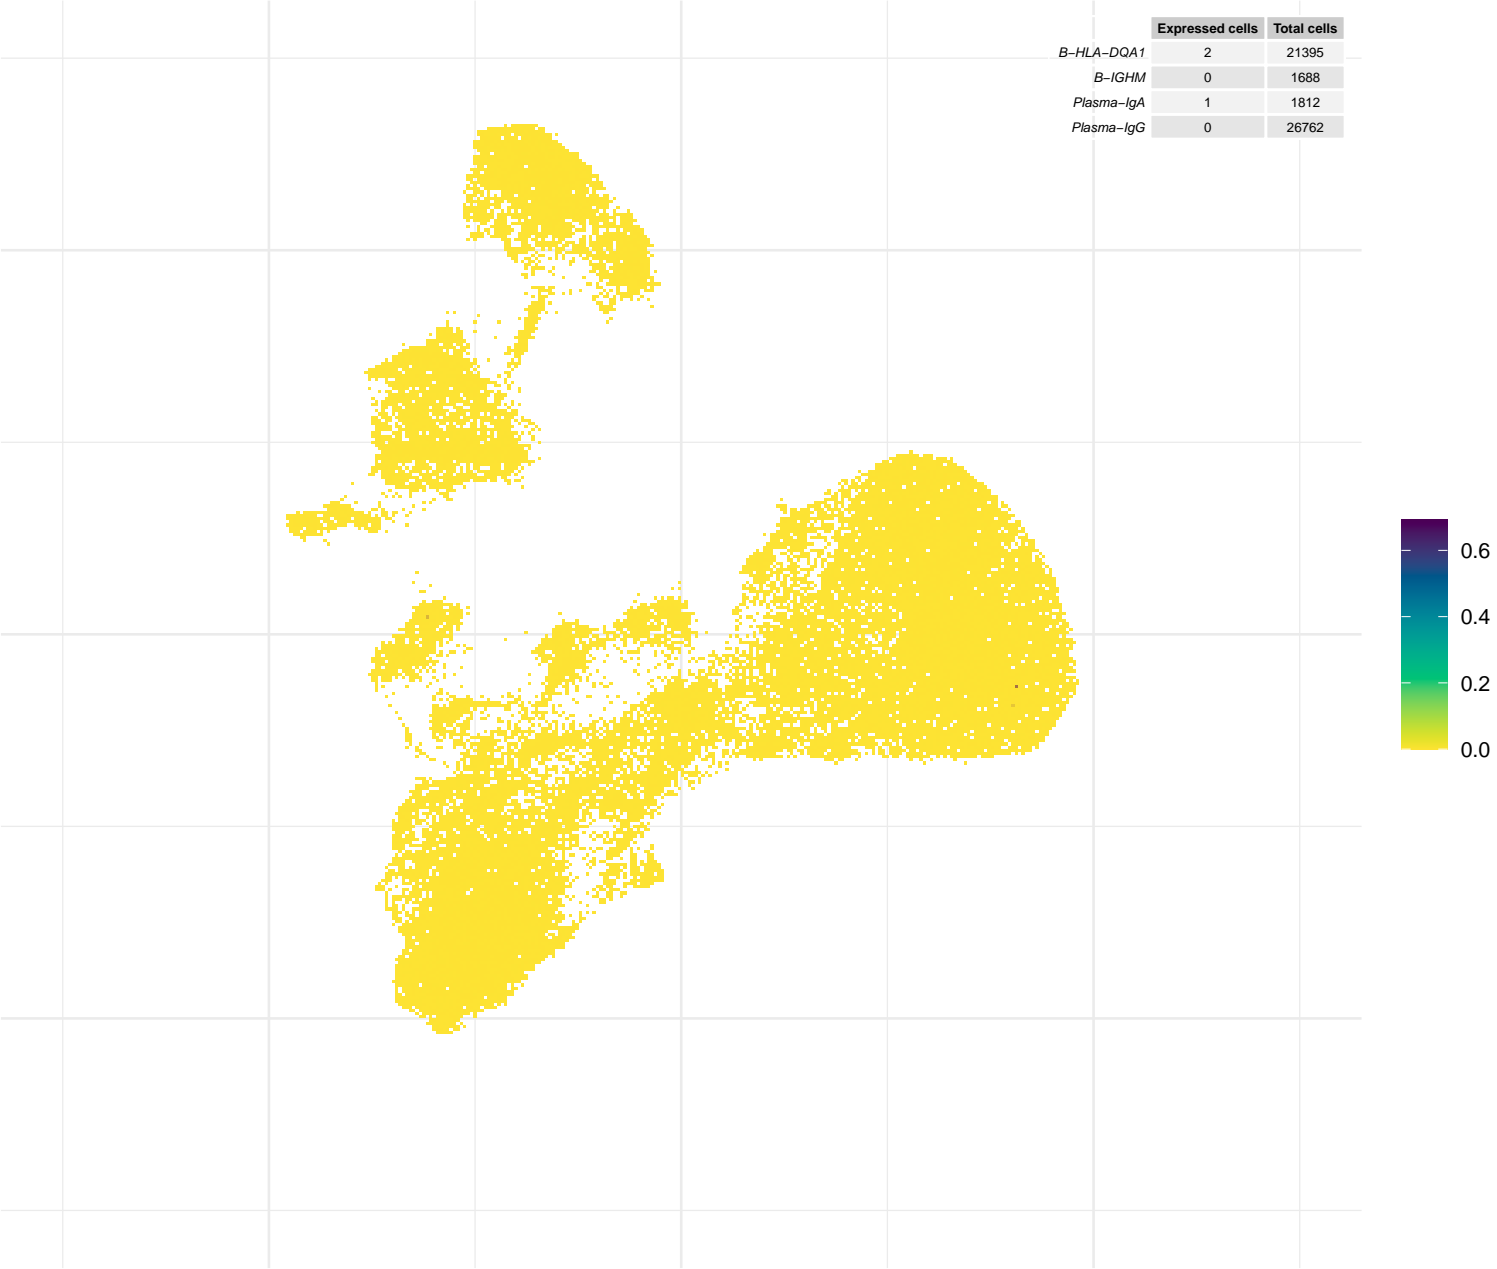 Expressed cells Total cells
B−HLA−DQA1 2 21395
B−IGHM 0 1688
Plasma−IgA 1 1812
Plasma−IgG 0 26762
0.6
0.4
0.2
0.0